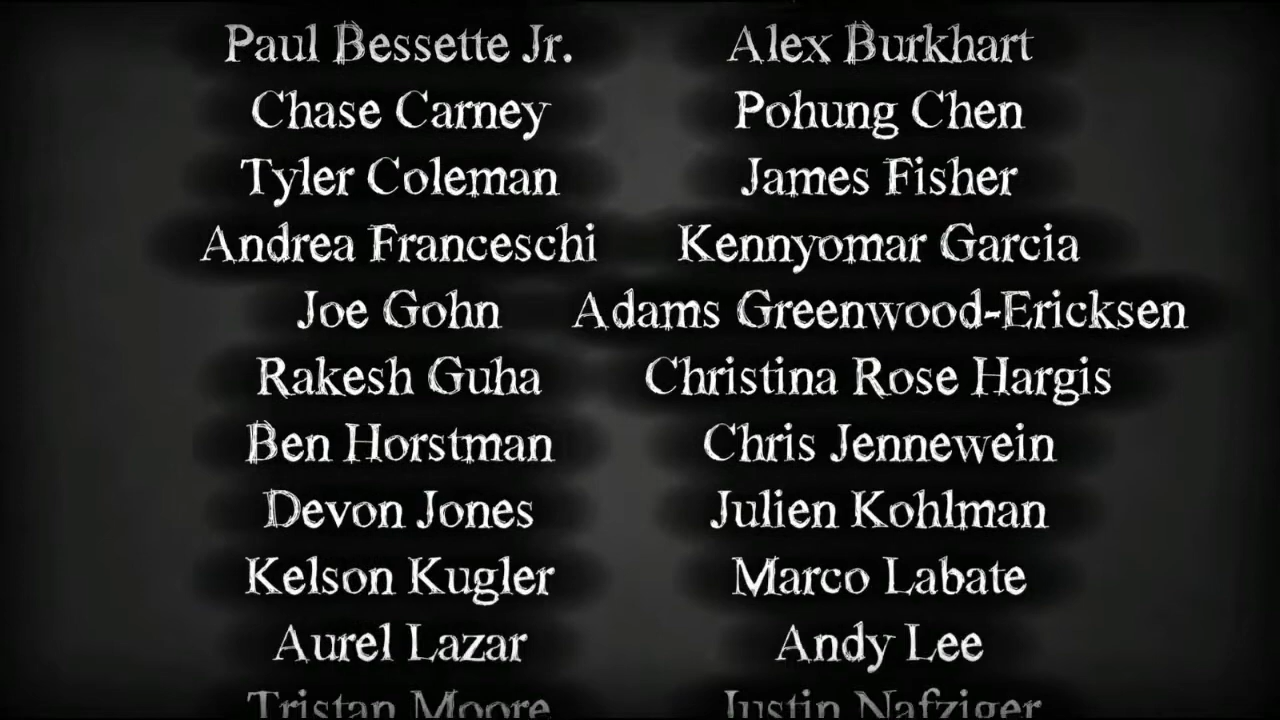 Paul Bessette Jr. Alex Burkhart
Chase Carney Pohung Chen
Tyler Coleman James Fisher
Andrea Franceschi Kennyomar Garcia
Joe Gohn Adams Greenwood-Ericksen
Rakesh Guha Christina Rose Hargis
Ben Horstman Chris Jennewein
Devon Jones Julien Kohlman
Kelson Kugler Marco Labate
Aurel Lazar Andy Lee
Tristan Moore Justin Nafziger